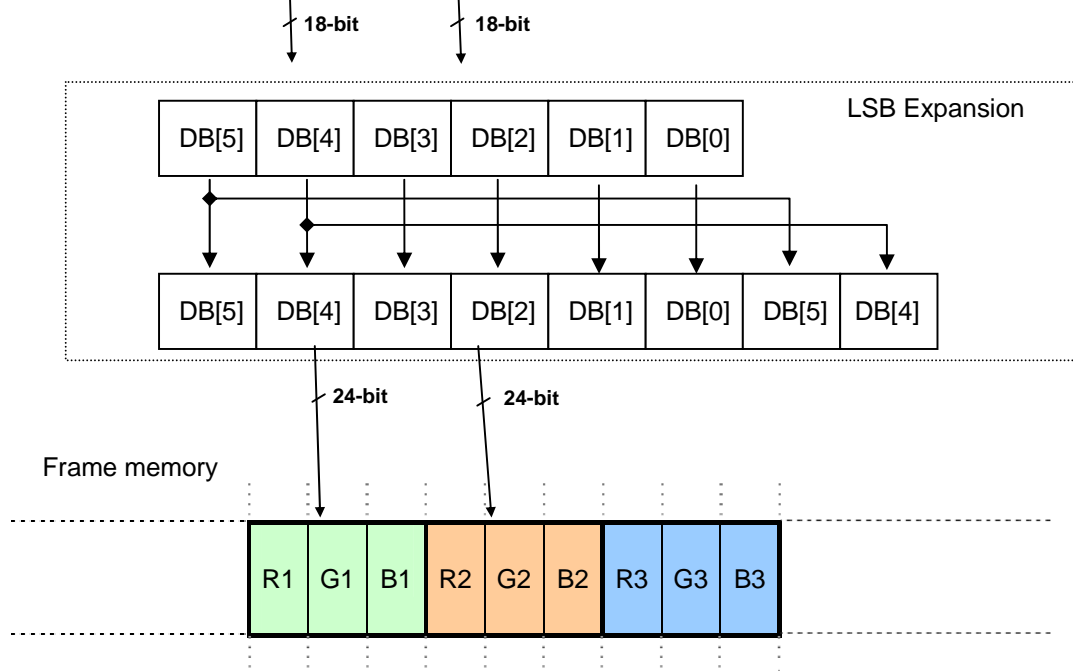 18-bit 18-bit
LSB Expansion
DB[5] DB[4] DB[3] DB[2] DB[1] DB[0]
DB[5] DB[4] DB[3] DB[2] DB[1] DB[0] DB[5] DB[4]
24-bit 24-bit
Frame memory
R1 G1 B1 R2 G2 B2 R3 G3 B3